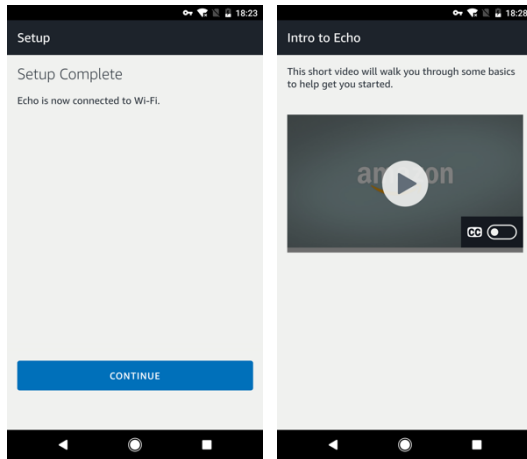 18:23
Setup
Setup Complete
Echo is now connected to Wi-Fi.
CONTINUE
18:28
Intro to Echo
This short video will walk you through some basics
to help get you started.
amazon
CC